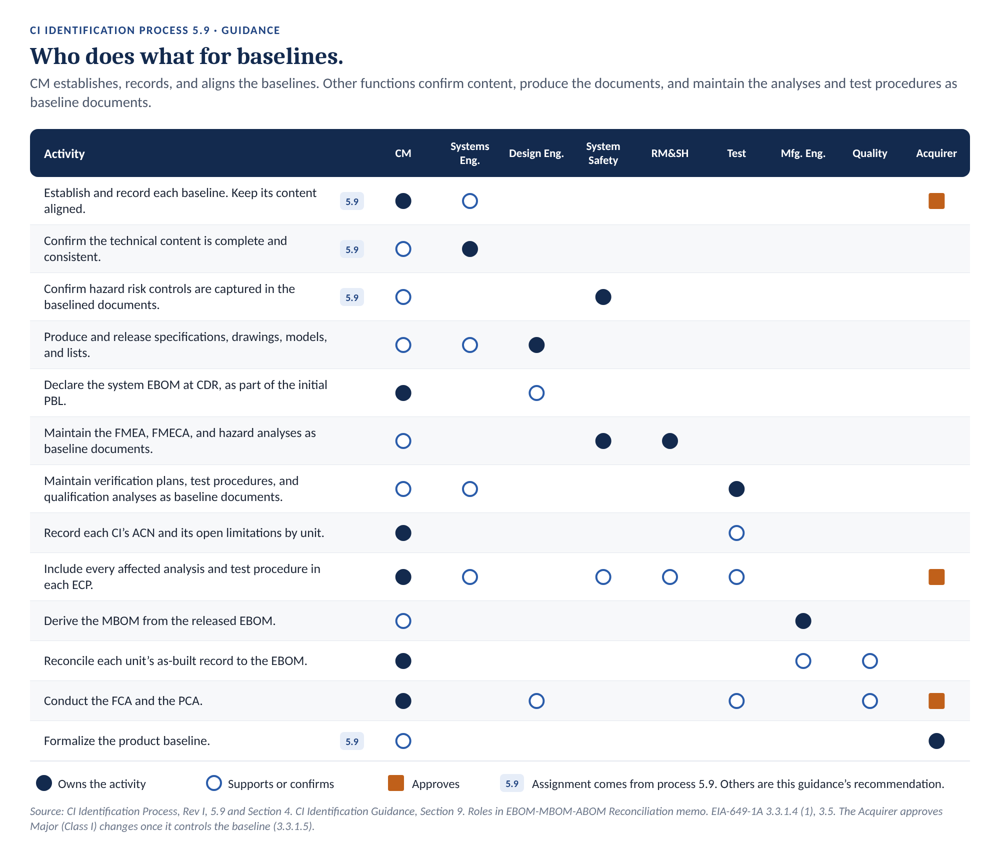 CI IDENTIFICATION PROCESS 5.9 · GUIDANCE
Who does what for baselines.
CM establishes, records, and aligns the baselines. Other functions confirm content, produce the documents, and maintain the analyses and test procedures as
baseline documents.
Activity CM Systems Eng. Design Eng. System Safety RM&SH Test Mfg. Eng. Quality Acquirer
Establish and record each baseline. Keep its content
aligned.
5.9
Confirm the technical content is complete and
consistent.
5.9
Confirm hazard risk controls are captured in the
baselined documents.
5.9
Produce and release specifications, drawings, models,
and lists.
Declare the system EBOM at CDR, as part of the initial
PBL.
Maintain the FMEA, FMECA, and hazard analyses as
baseline documents.
Maintain verification plans, test procedures, and
qualification analyses as baseline documents.
Record each CI’s ACN and its open limitations by unit.
Include every affected analysis and test procedure in
each ECP.
Derive the MBOM from the released EBOM.
Reconcile each unit’s as-built record to the EBOM.
Conduct the FCA and the PCA.
Formalize the product baseline. 5.9
Owns the activity Supports or confirms Approves 5.9 Assignment comes from process 5.9. Others are this guidance’s recommendation.
Source: CI Identification Process, Rev I, 5.9 and Section 4. CI Identification Guidance, Section 9. Roles in EBOM-MBOM-ABOM Reconciliation memo. EIA-649-1A 3.3.1.4 (1), 3.5. The Acquirer approves
Major (Class I) changes once it controls the baseline (3.3.1.5).